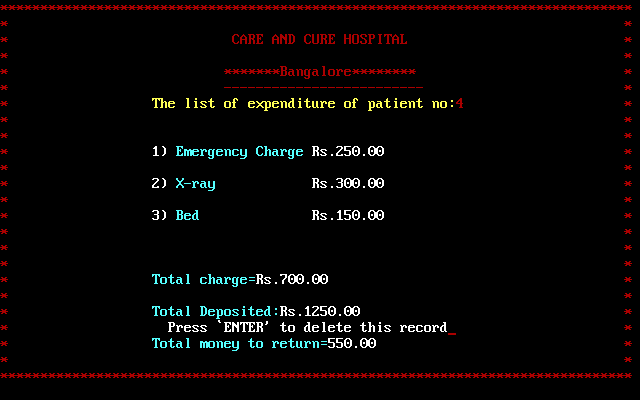 ********************************************************************************
CARE AND CURE HOSPITAL
*******Bangalore********
-------------------------
The list of expenditure of patient no:4
1) Emergency Charge Rs.250.00
2) X-ray Rs.300.00
3) Bed Rs.150.00
Total charge=Rs.700.00
Total Deposited:Rs.1250.00
Press `ENTER' to delete this record_
Total money to return=550.00
********************************************************************************